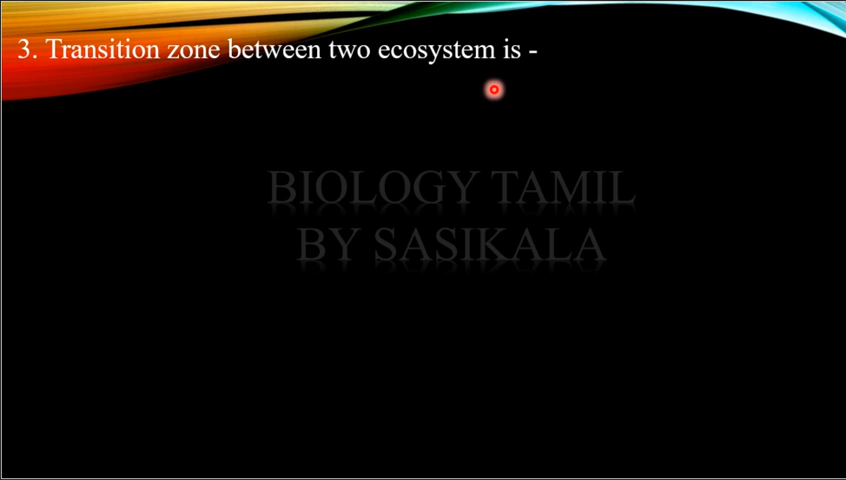 3. Transition zone between two ecosystem is -
BIOLOGY TAMIL
BY SASIKALA